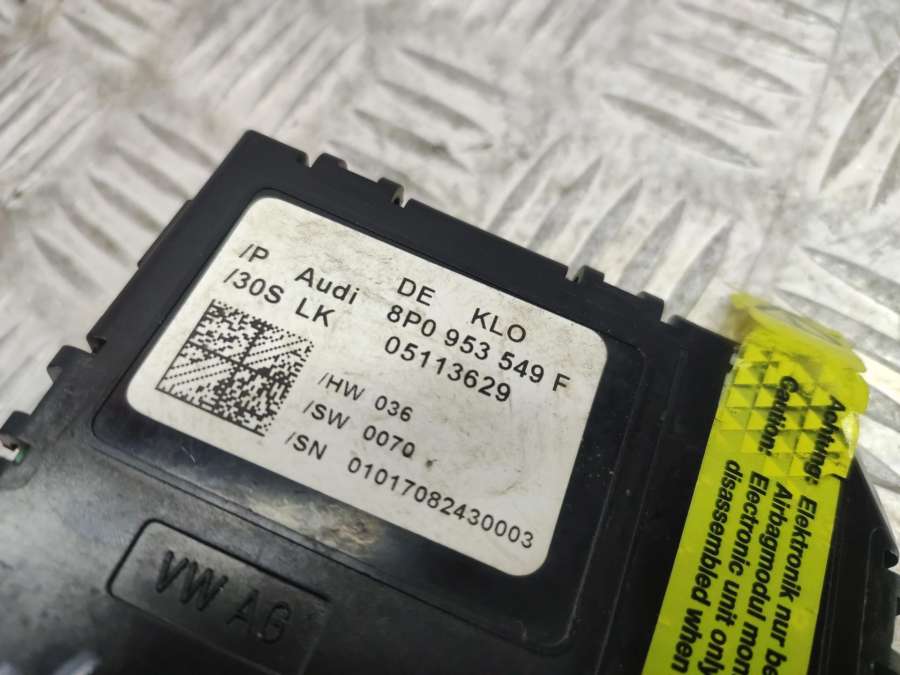 /P Audi DE KLO
/30S LK 8P0 953 549 F
05113629
/HW 036
/SW 0070
/SN 01017082430003
VW AG
Achtung: Elektronik nur be
Airbagmodul mon
Caution: Electronic unit only
disassembled when